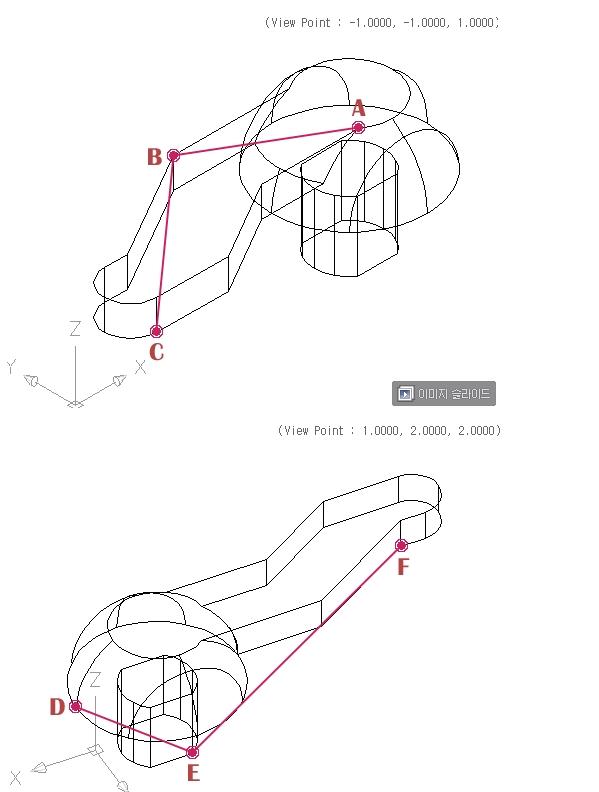 (View Point : -1.0000, -1.0000, 1.0000)
A
B
C
Z
Y
X
이미지 슬라이드
(View Point : 1.0000, 2.0000, 2.0000)
F
D
Z
E
X